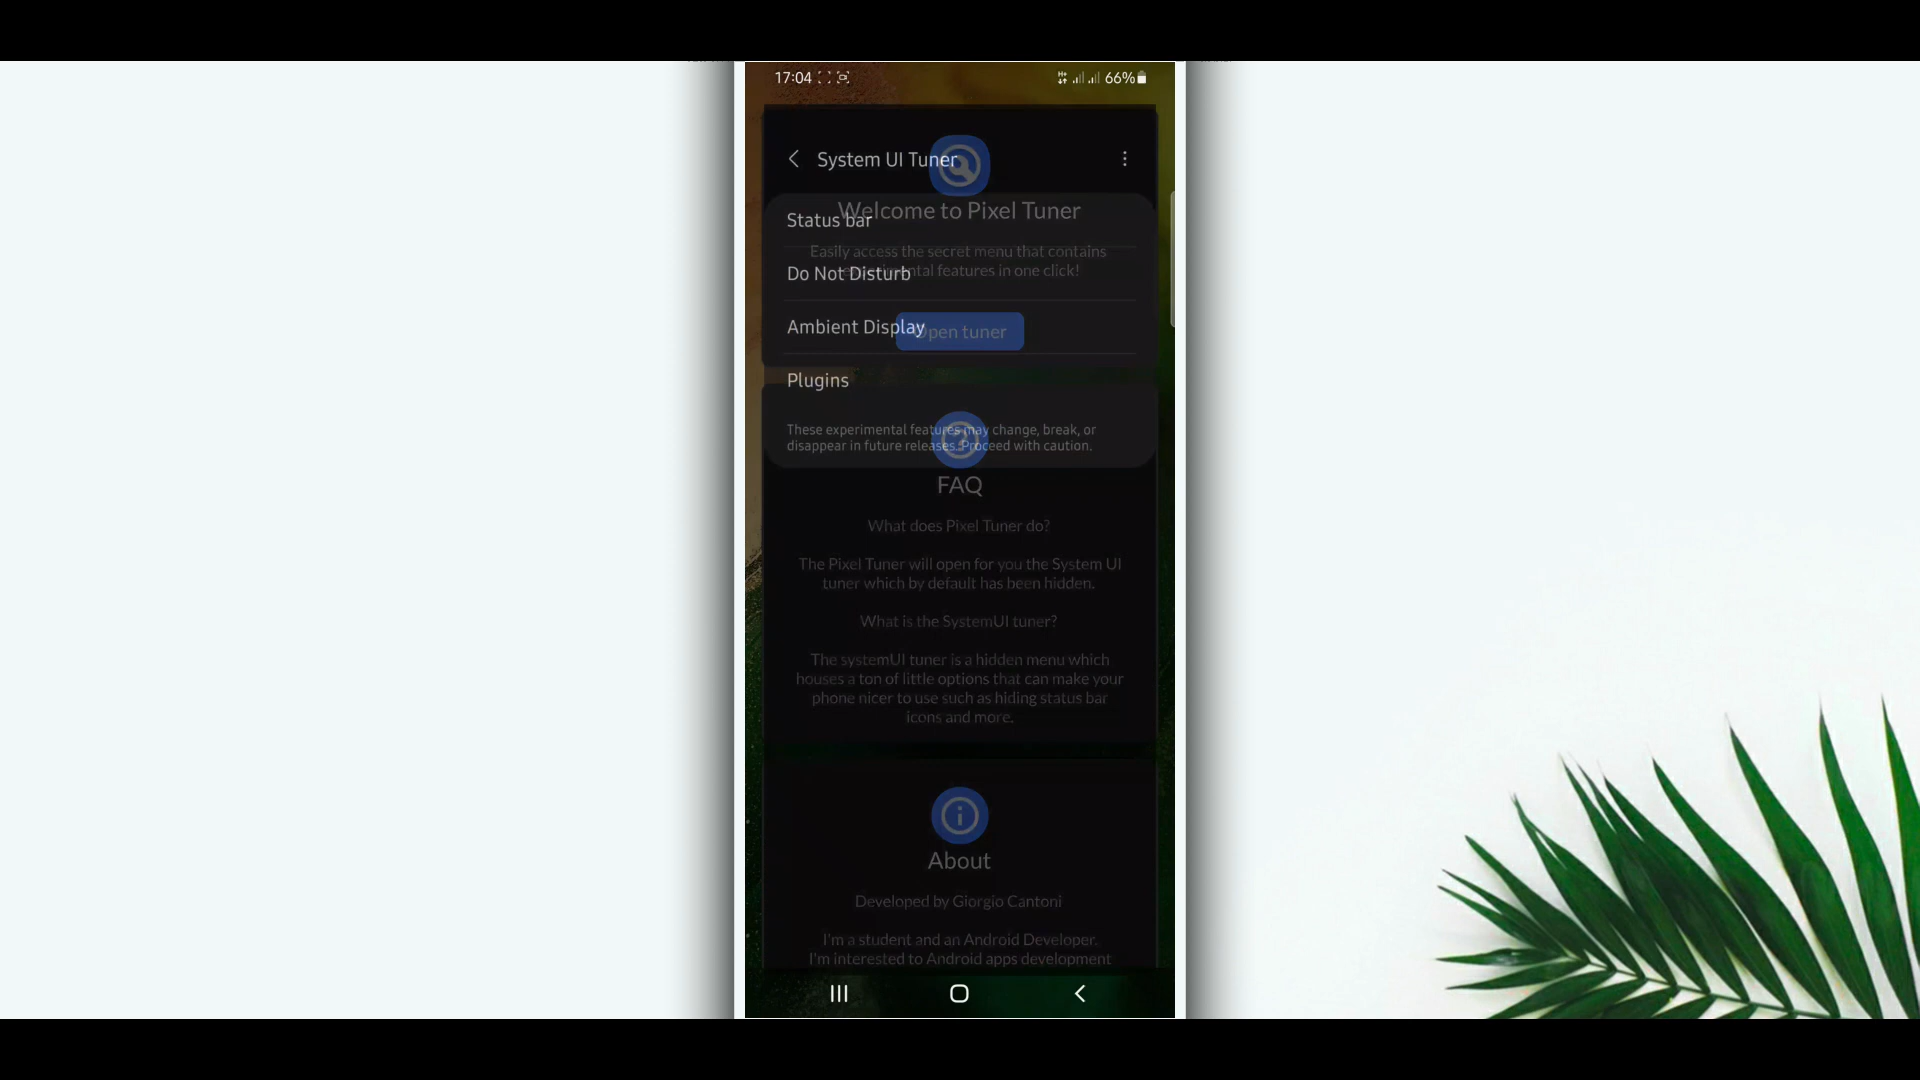 17:04
66%
System UI Tuner
Welcome to Pixel Tuner
Status bar
Easily access the secret menu that contains
experimental features in one click!
Do Not Disturb
Ambient Display
Open tuner
Plugins
These experimental features may change, break, or
disappear in future releases. Proceed with caution.
FAQ
What does Pixel Tuner do?
The Pixel Tuner will open for you the System UI
tuner which by default has been hidden.
What is the SystemUI tuner?
The systemUI tuner is a hidden menu which
houses a ton of little options that can make your
phone nicer to use such as hiding status bar
icons and more.
About
Developed by Giorgio Cantoni
I'm a student and an Android Developer.
I'm interested to Android apps development